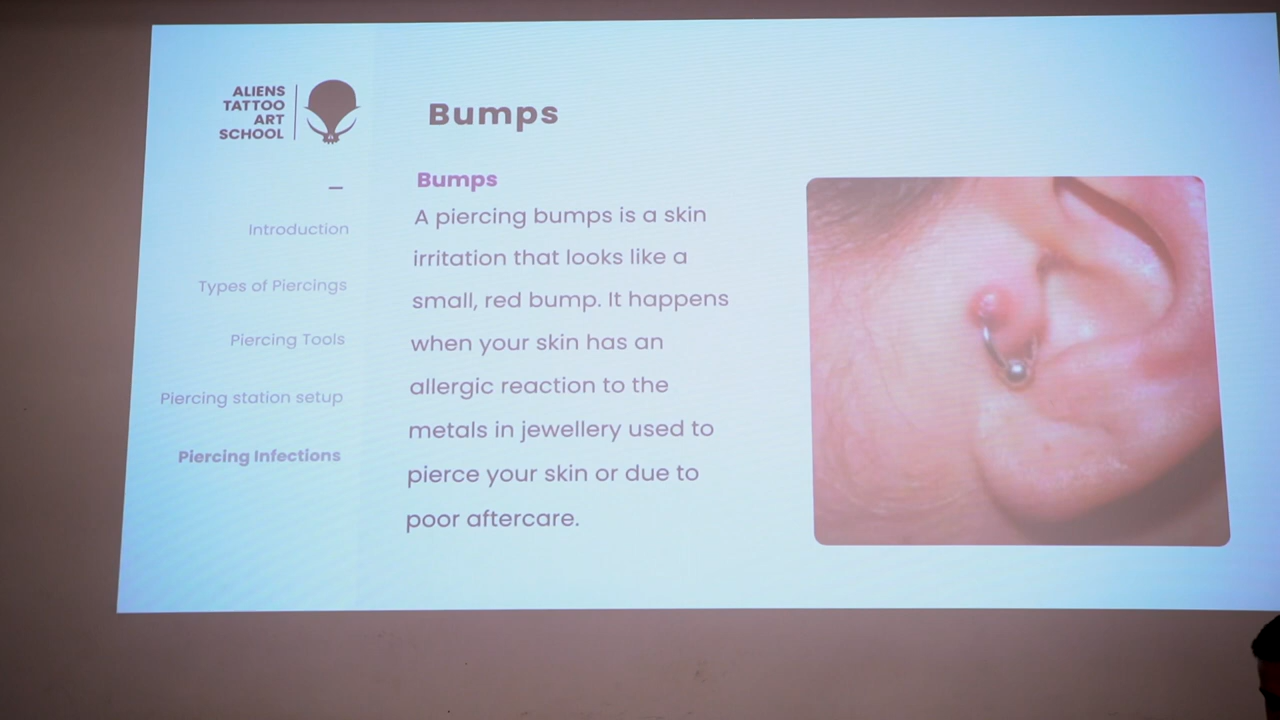 ALIENS
TATTOO
ART
SCHOOL
Introduction
Types of Piercings
Piercing Tools
Piercing station setup
Piercing Infections
Bumps
Bumps
A piercing bumps is a skin
irritation that looks like a
small, red bump. It happens
when your skin has an
allergic reaction to the
metals in jewellery used to
pierce your skin or due to
poor aftercare.